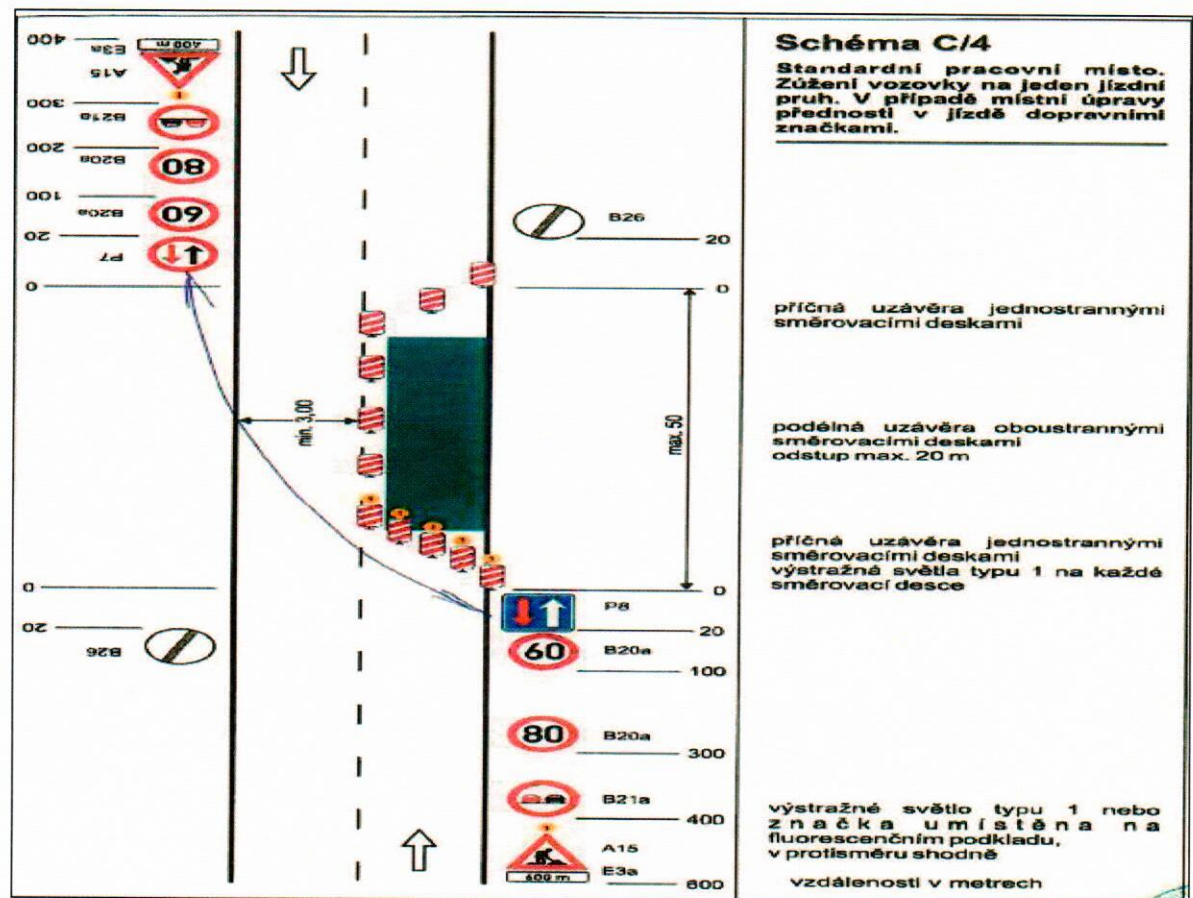 Schéma C/4
Standardní pracovní místo.
Zúžení vozovky na jeden jízdní
pruh. V případě místní úpravy
přednosti v jízdě dopravními
značkami.
400
400 m
E3a
A15
300
B21a
200
80
B20a
100
60
B20a
20
P7
0
B26
20
0
příčná uzávěra jednostrannými
směrovacími deskami
min. 3,00
max. 50
podélná uzávěra oboustrannými
směrovacími deskami
odstup max. 20 m
příčná uzávěra jednostrannými
směrovacími deskami
výstražná světla typu 1 na každé
směrovací desce
0
20
B26
0
P8
20
60
B20a
100
80
B20a
300
B21a
400
A15
600 m
E3a
600
výstražné světlo typu 1 nebo
značka umístěna na
fluorescenčním podkladu,
v protisměru shodně
vzdálenosti v metrech